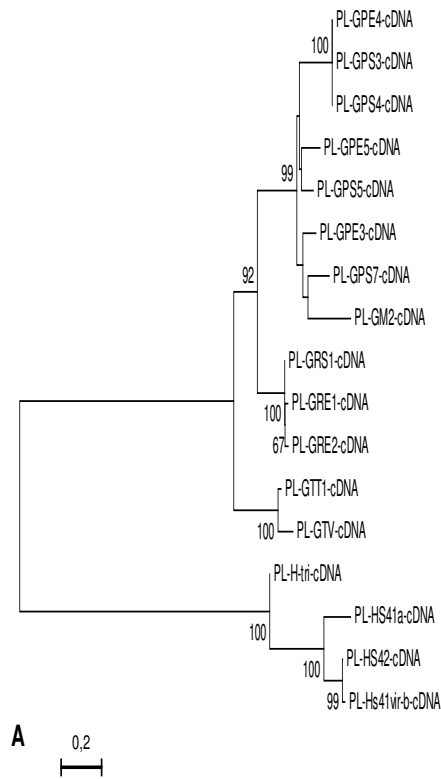 PL-GPE4-cDNA
100
PL-GPS3-cDNA
PL-GPS4-cDNA
PL-GPE5-cDNA
99
PL-GPS5-cDNA
PL-GPE3-cDNA
92
PL-GPS7-cDNA
PL-GM2-cDNA
PL-GRS1-cDNA
PL-GRE1-cDNA
100
67
PL-GRE2-cDNA
PL-GTT1-cDNA
100
PL-GTV-cDNA
PL-H-tri-cDNA
100
PL-HS41a-cDNA
100
PL-HS42-cDNA
99
PL-Hs41vir-b-cDNA
A
0,2